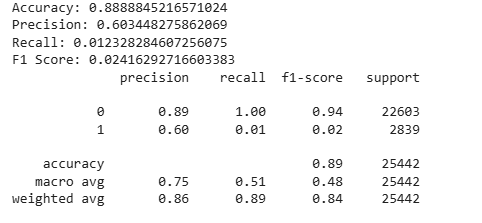 Accuracy: 0.8888845216571024
Precision: 0.603448275862069
Recall: 0.012328284607256075
F1 Score: 0.02416292716603383
precision recall f1-score support
0 0.89 1.00 0.94 22603
1 0.60 0.01 0.02 2839
accuracy 0.89 25442
macro avg 0.75 0.51 0.48 25442
weighted avg 0.86 0.89 0.84 25442